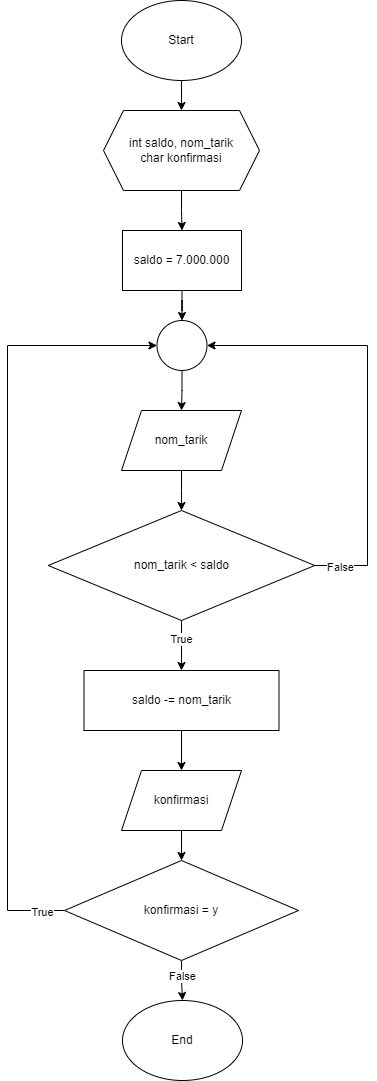 Start
int saldo, nom_tarik
char konfirmasi
saldo = 7.000.000
nom_tarik
nom_tarik < saldo
False
True
saldo -= nom_tarik
konfirmasi
konfirmasi = y
True
False
End